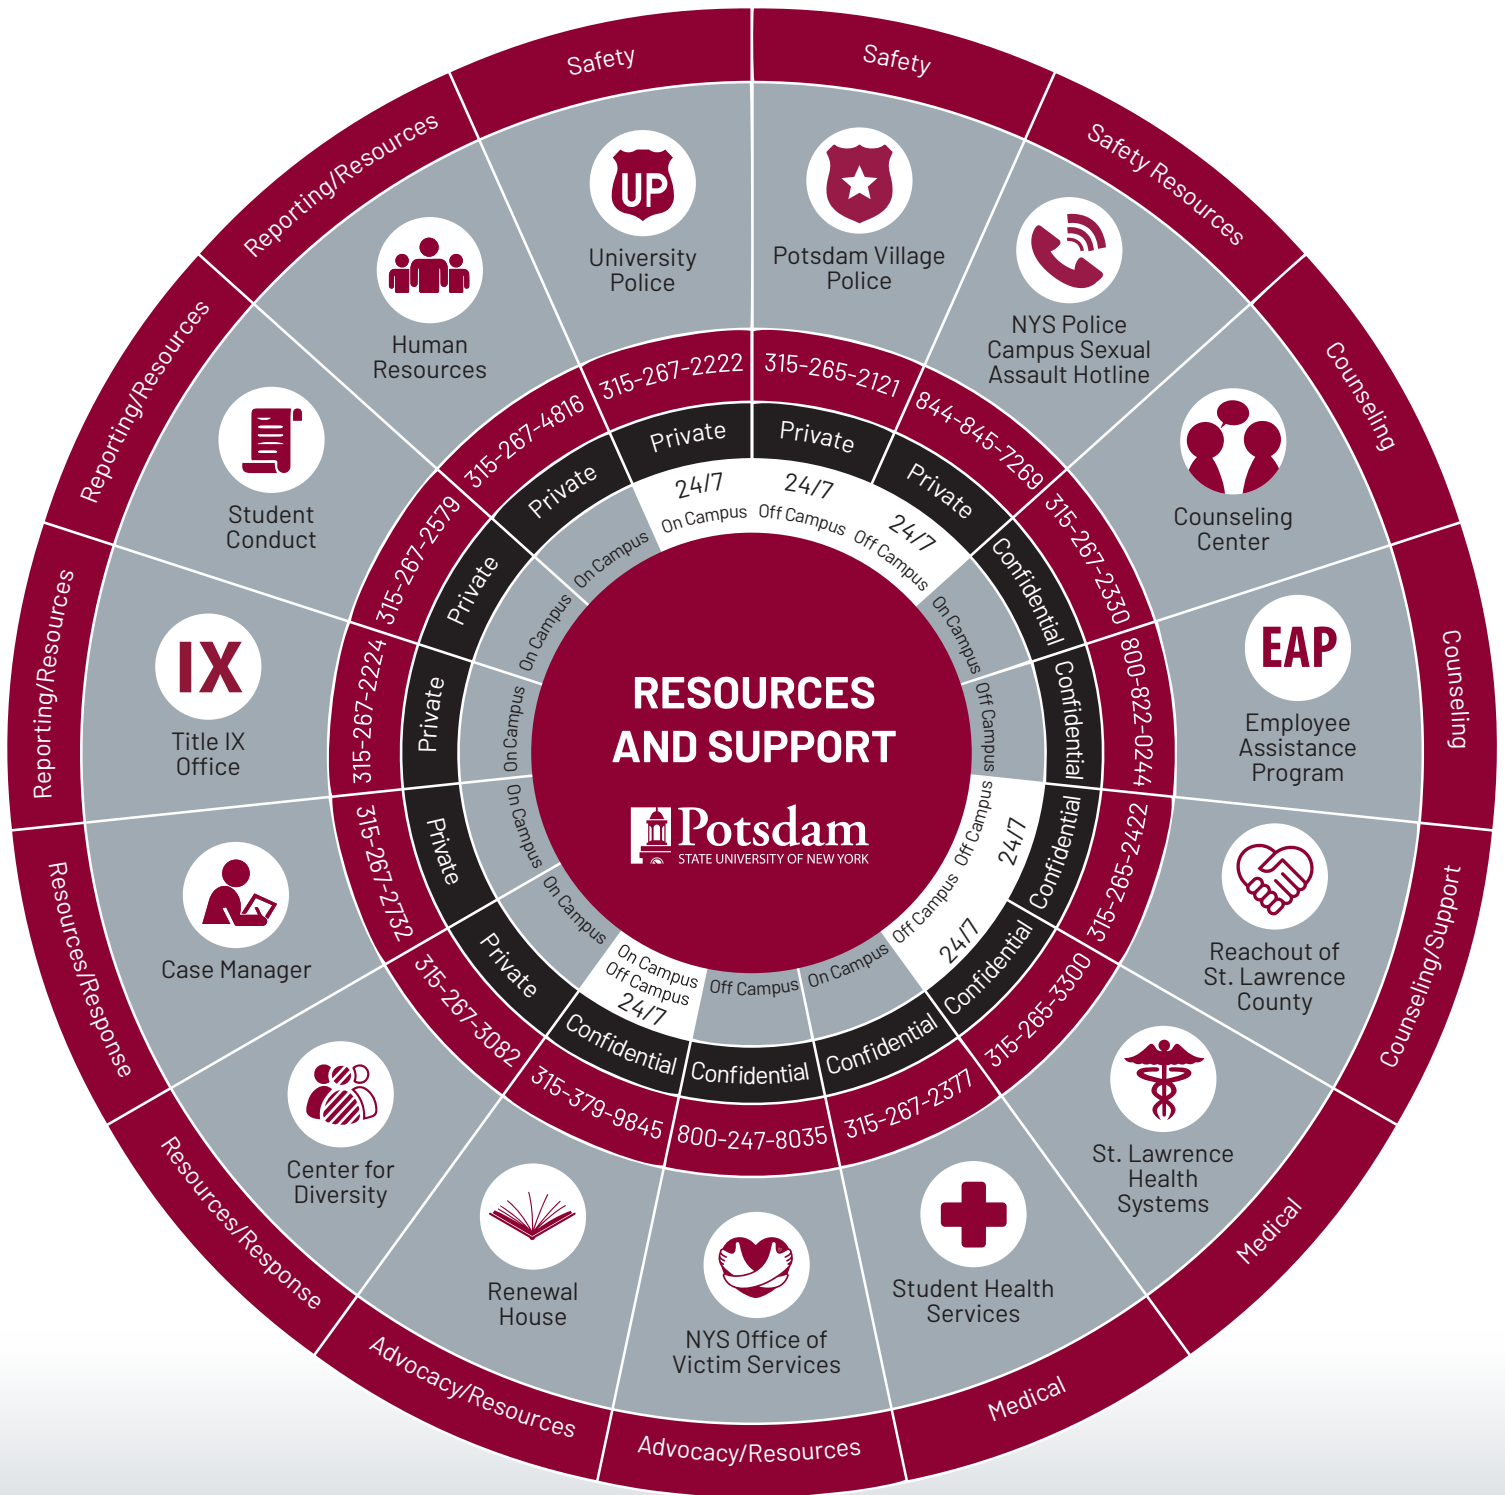 RESOURCES
AND SUPPORT
Potsdam
STATE UNIVERSITY OF NEW YORK
Safety
UP
University
Police
315-267-2222
Private
24/7
On Campus
Safety
Potsdam Village
Police
315-265-2121
Private
24/7
Off Campus
Safety Resources
NYS Police
Campus Sexual
Assault Hotline
844-845-7269
Private
24/7
Off Campus
Counseling
Counseling
Center
315-267-2330
Confidential
On Campus
Counseling
EAP
Employee
Assistance
Program
800-822-0244
Confidential
Off Campus
Counseling/Support
Reachout of
St. Lawrence
County
315-265-2422
Confidential
24/7
Off Campus
Medical
St. Lawrence
Health
Systems
315-265-3300
Confidential
24/7
Off Campus
Medical
Student Health
Services
315-267-2377
Confidential
On Campus
Advocacy/Resources
NYS Office of
Victim Services
800-247-8035
Confidential
Off Campus
Advocacy/Resources
Renewal
House
315-379-9845
Confidential
On Campus
Off Campus
24/7
Resources/Response
Center for
Diversity
315-267-3082
Private
On Campus
Resources/Response
Case Manager
315-267-2732
Private
On Campus
Reporting/Resources
IX
Title IX
Office
315-267-2224
Private
On Campus
Reporting/Resources
Student
Conduct
315-267-2579
Private
On Campus
Reporting/Resources
Human
Resources
315-267-4816
Private
On Campus